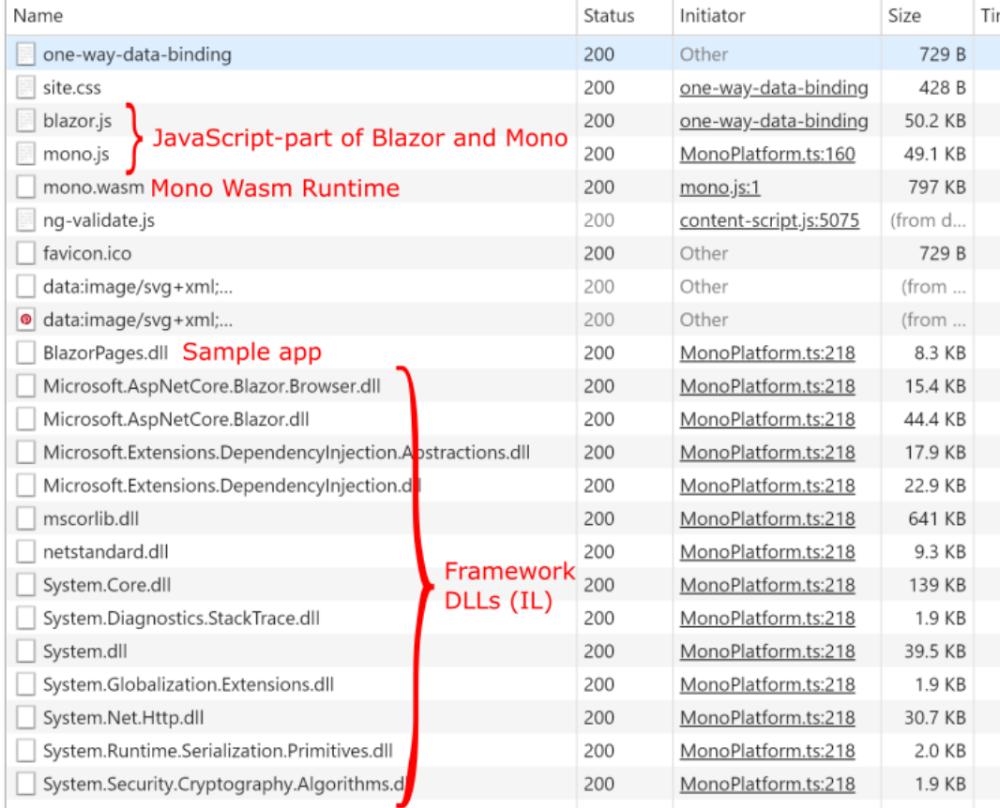 Name Status Initiator Size
one-way-data-binding 200 Other 729 B
site.css 200 one-way-data-binding 428 B
blazor.js 200 one-way-data-binding 50.2 KB
JavaScript-part of Blazor and Mono
mono.js 200 MonoPlatform.ts:160 49.1 KB
mono.wasm Mono Wasm Runtime 200 mono.js:1 797 KB
ng-validate.js 200 content-script.js:5075 (from d...
favicon.ico 200 Other 729 B
data:image/svg+xml;... 200 Other (from ...
data:image/svg+xml;... 200 Other (from ...
BlazorPages.dll Sample app 200 MonoPlatform.ts:218 8.3 KB
Microsoft.AspNetCore.Blazor.Browser.dll 200 MonoPlatform.ts:218 15.4 KB
Microsoft.AspNetCore.Blazor.dll 200 MonoPlatform.ts:218 44.4 KB
Microsoft.Extensions.DependencyInjection.Abstractions.dll 200 MonoPlatform.ts:218 17.9 KB
Microsoft.Extensions.DependencyInjection.dll 200 MonoPlatform.ts:218 22.9 KB
mscorlib.dll 200 MonoPlatform.ts:218 641 KB
netstandard.dll 200 MonoPlatform.ts:218 9.3 KB
Framework
System.Core.dll 200 MonoPlatform.ts:218 139 KB
DLLs (IL)
System.Diagnostics.StackTrace.dll 200 MonoPlatform.ts:218 1.9 KB
System.dll 200 MonoPlatform.ts:218 39.5 KB
System.Globalization.Extensions.dll 200 MonoPlatform.ts:218 1.9 KB
System.Net.Http.dll 200 MonoPlatform.ts:218 30.7 KB
System.Runtime.Serialization.Primitives.dll 200 MonoPlatform.ts:218 2.0 KB
System.Security.Cryptography.Algorithms.d 200 MonoPlatform.ts:218 1.9 KB